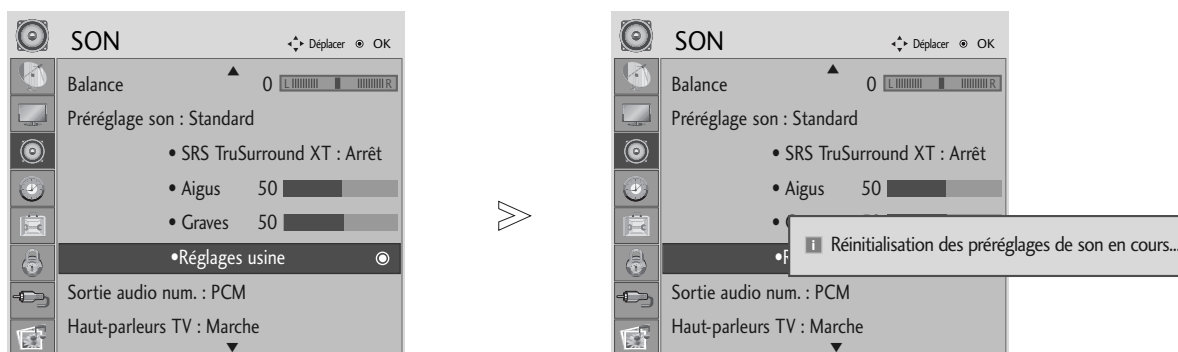 SON
Déplacer OK
Balance 0 L R
Préréglage son : Standard
• SRS TruSurround XT : Arrêt
• Aigus 50
• Graves 50
•Réglages usine
Sortie audio num. : PCM
Haut-parleurs TV : Marche
SON
Déplacer OK
Balance 0 L R
Préréglage son : Standard
• SRS TruSurround XT : Arrêt
• Aigus 50
Réinitialisation des préréglages de son en cours...
Sortie audio num. : PCM
Haut-parleurs TV : Marche